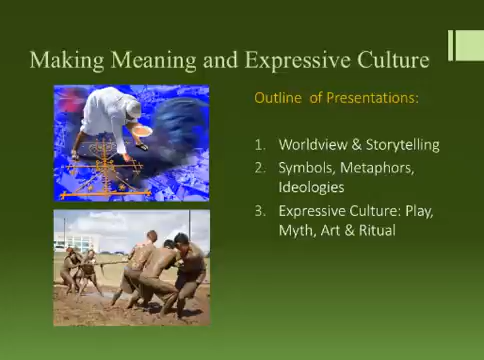 Making Meaning and Expressive Culture
Outline of Presentations:
1. Worldview & Storytelling
2. Symbols, Metaphors,
Ideologies
3. Expressive Culture: Play,
Myth, Art & Ritual